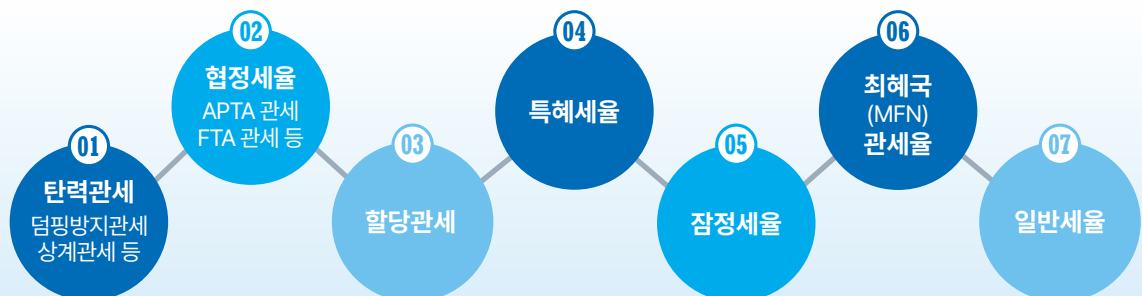 01
탄력관세
덤핑방지관세
상계관세 등
02
협정세율
APTA 관세
FTA 관세 등
03
할당관세
04
특혜세율
05
잠정세율
06
최혜국
(MFN)
관세율
07
일반세율